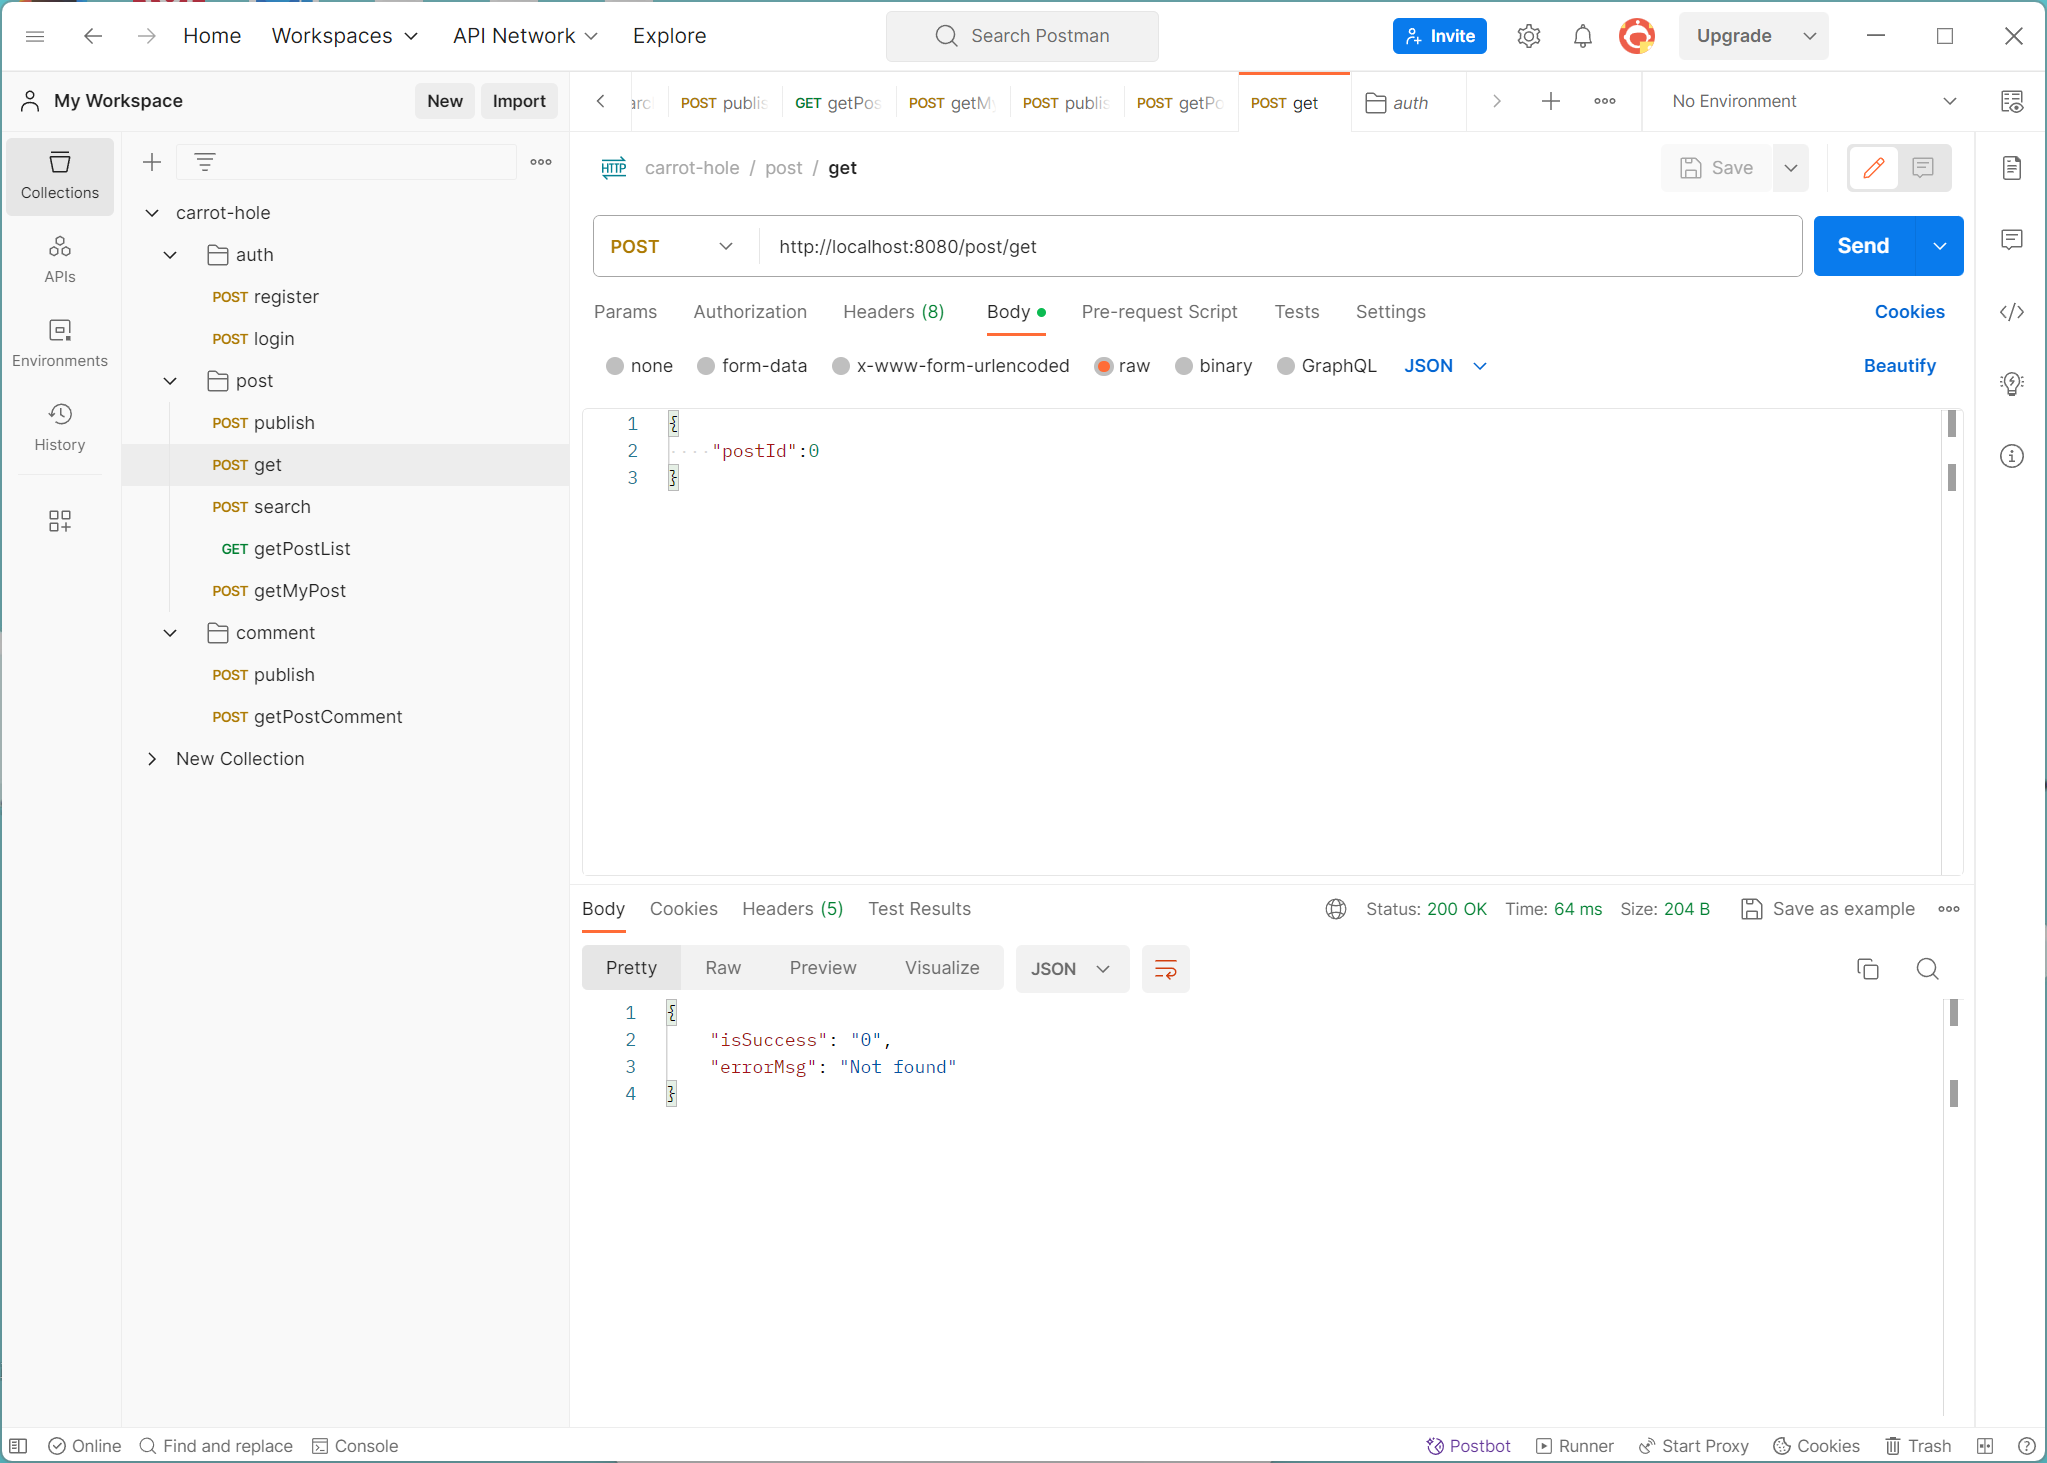 Home Workspaces API Network Explore Search Postman Invite Upgrade
My Workspace New Import
POST publis GET getPos POST getM POST publis POST getPo POST get auth No Environment
Collections
APIs
Environments
History
carrot-hole
auth
POST register
POST login
post
POST publish
POST get
POST search
GET getPostList
POST getMyPost
comment
POST publish
POST getPostComment
New Collection
HTTP carrot-hole / post / get Save
POST http://localhost:8080/post/get Send
Params Authorization Headers (8) Body Pre-request Script Tests Settings Cookies
none form-data x-www-form-urlencoded raw binary GraphQL JSON Beautify
1 {
2 ····"postId":0
3 }
Body Cookies Headers (5) Test Results Status: 200 OK Time: 64 ms Size: 204 B Save as example
Pretty Raw Preview Visualize JSON
1 {
2 "isSuccess": "0",
3 "errorMsg": "Not found"
4 }
Online Find and replace Console Postbot Runner Start Proxy Cookies Trash